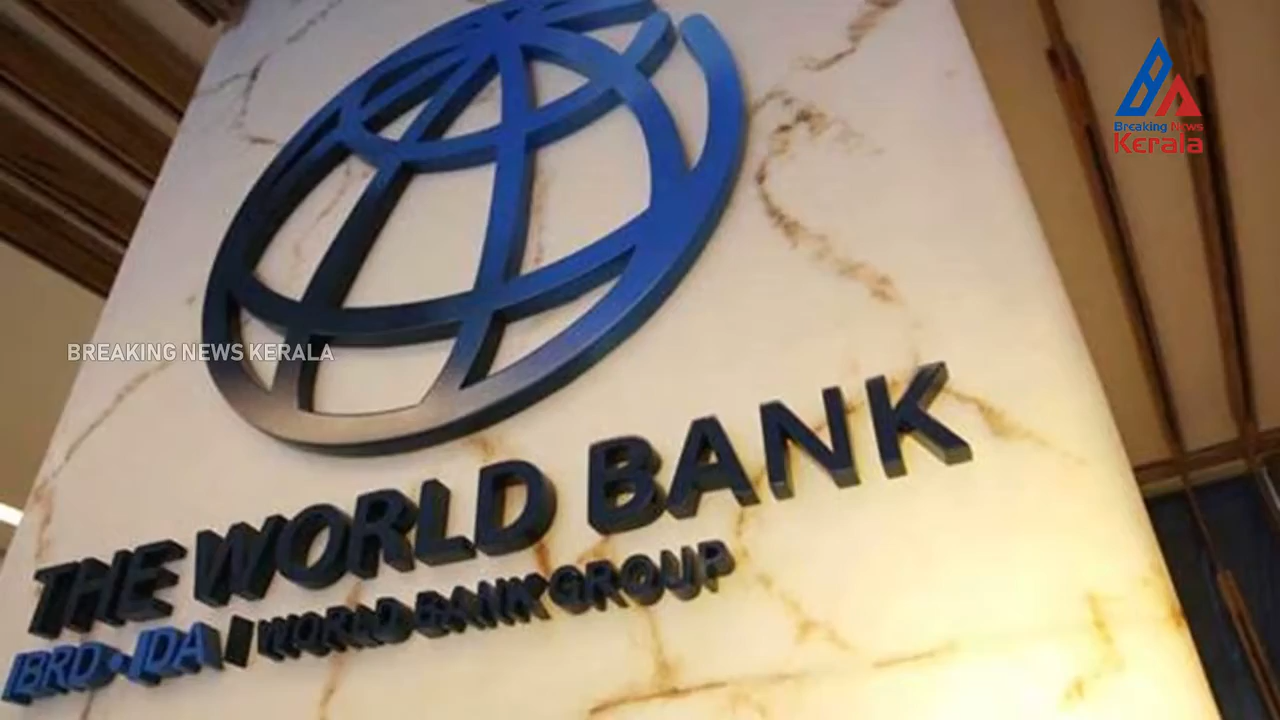 Breaking News
Kerala
BREAKING NEWS KERALA
THE WORLD BANK
IBRD • IDA | WORLD BANK GROUP